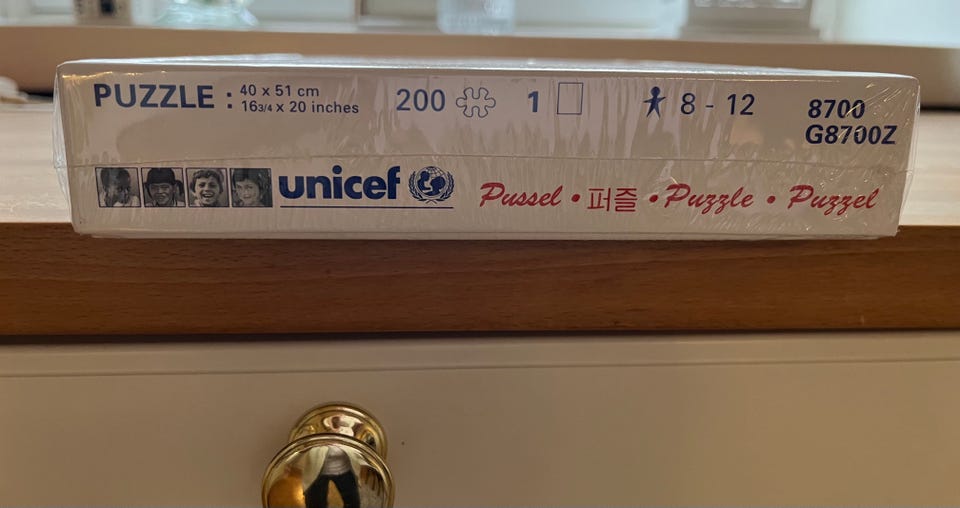 PUZZLE : 40 x 51 cm
16 3/4 x 20 inches
200 1 8 - 12 8700
G8700Z
unicef Pussel • 퍼즐 • Puzzle • Puzzel